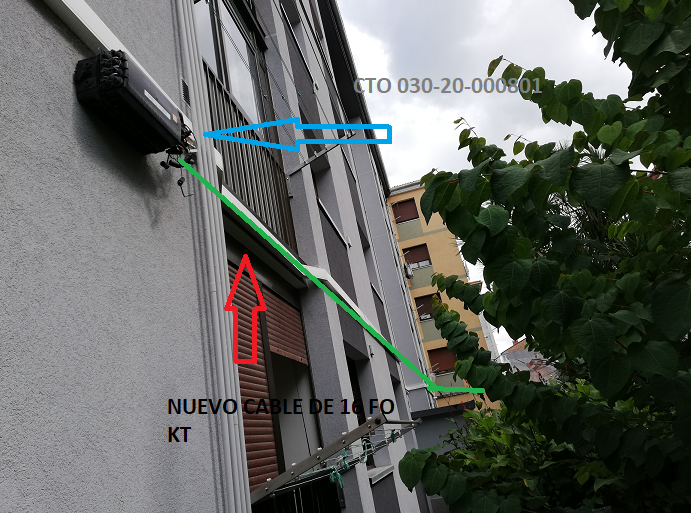 CTO 030-20-000801
NUEVO CABLE DE 16 FO
KT